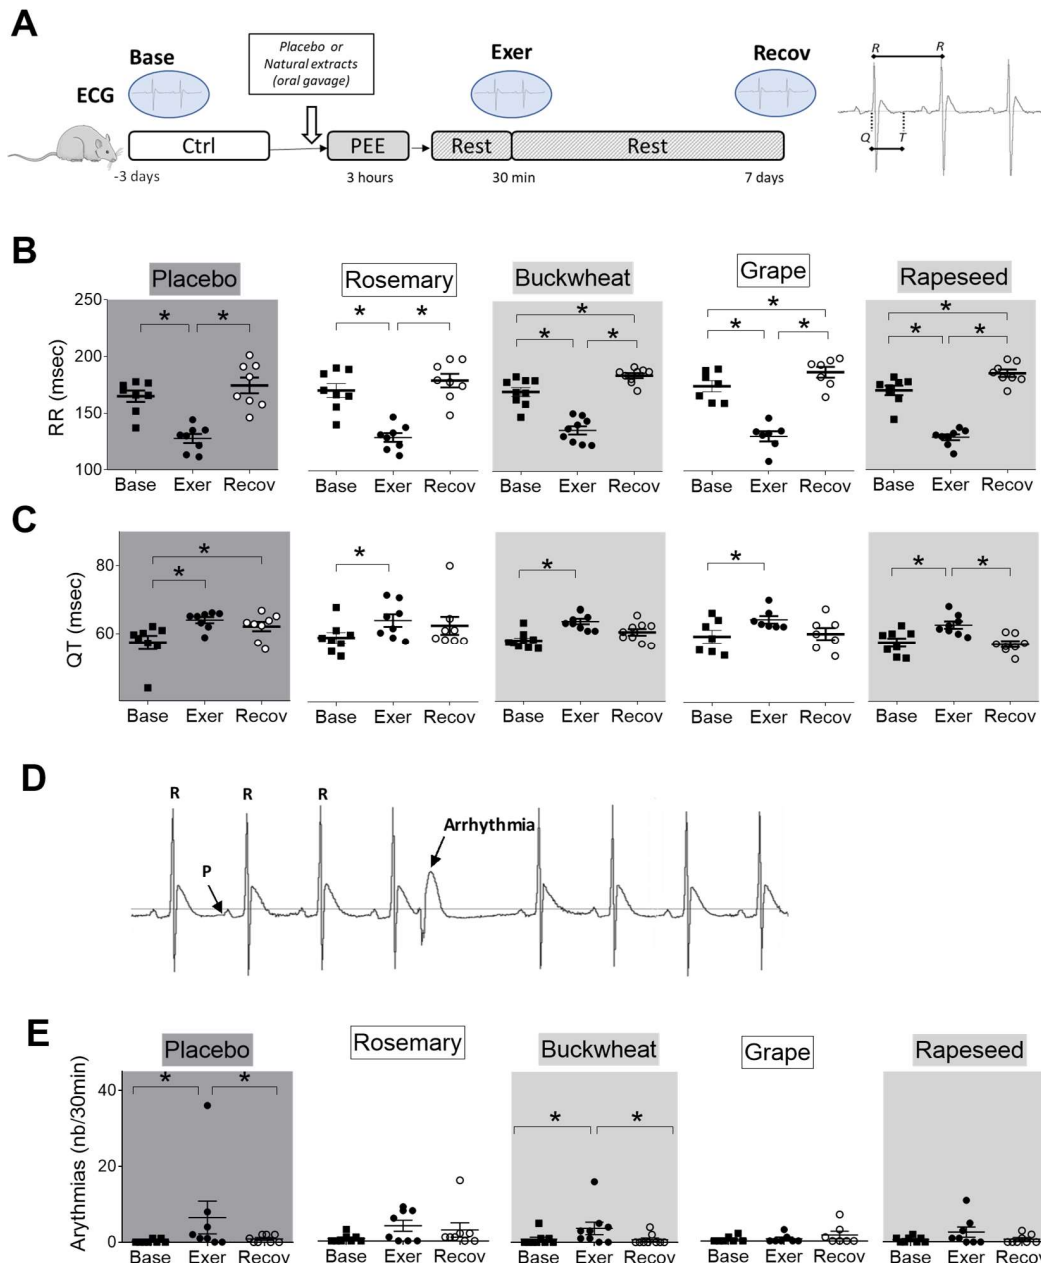 A
Base
Placebo or
Natural extracts
(oral gavage)
Exer
Recov
R R
ECG
Ctrl
PEE
Rest
Rest
Q T
-3 days
3 hours
30 min
7 days
B
Placebo Rosemary Buckwheat Grape Rapeseed
RR (msec)
250
200
150
100
* * * * * * * * * * * * *
Base Exer Recov Base Exer Recov Base Exer Recov Base Exer Recov Base Exer Recov
C
QT (msec)
80
60
* * * * * * *
Base Exer Recov Base Exer Recov Base Exer Recov Base Exer Recov Base Exer Recov
D
R R R
Arrhythmia
P
E
Placebo Rosemary Buckwheat Grape Rapeseed
Arythmias (nb/30min)
40
20
0
* * * *
Base Exer Recov Base Exer Recov Base Exer Recov Base Exer Recov Base Exer Recov